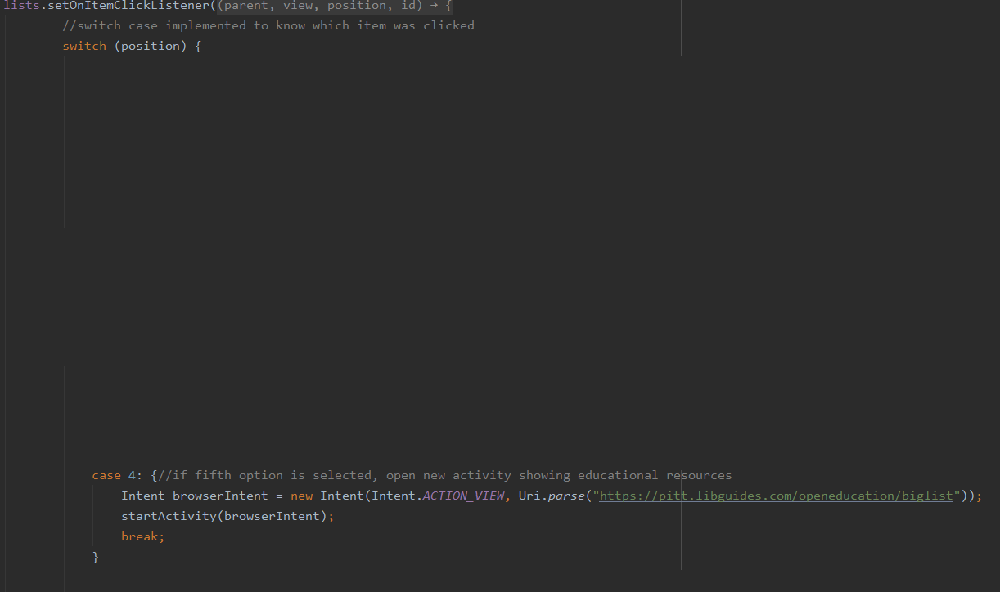 lists.setOnItemClickListener((parent, view, position, id) → {
//switch case implemented to know which item was clicked
switch (position) {
case 4: {//if fifth option is selected, open new activity showing educational resources
Intent browserIntent = new Intent(Intent.ACTION_VIEW, Uri.parse("https://pitt.libguides.com/openeducation/biglist"));
startActivity(browserIntent);
break;
}